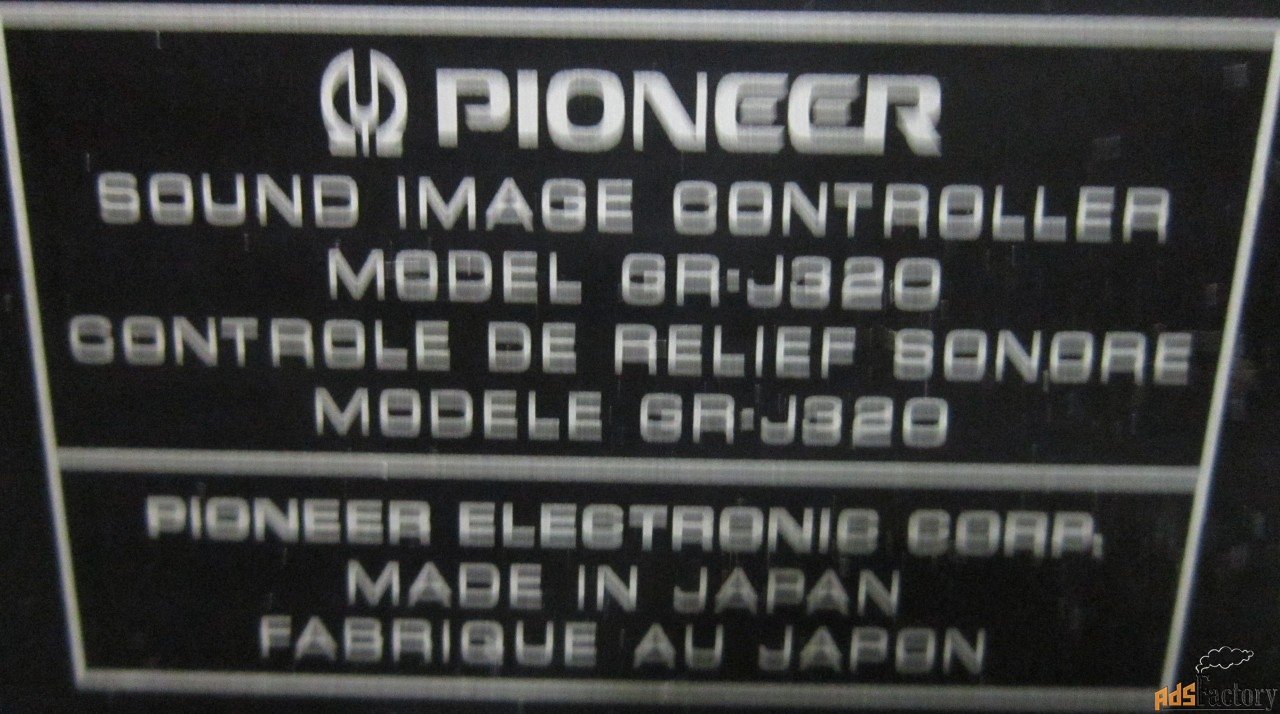 PIONEER
SOUND IMAGE CONTROLLER
MODEL GR-J320
CONTROLE DE RELIEF SONORE
MODELE GR-J320
PIONEER ELECTRONIC CORP.
MADE IN JAPAN
FABRIQUE AU JAPON
AdsFactory